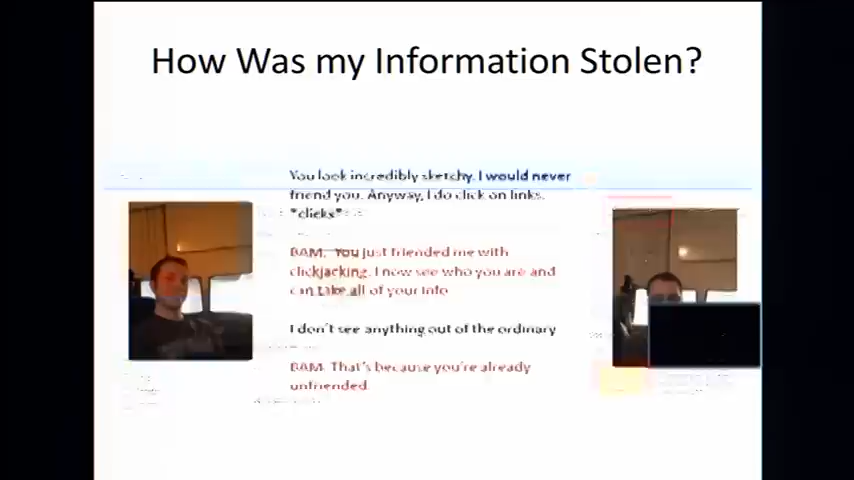 How Was my Information Stolen?
You look incredibly sketchy. I would never
friend you. Anyway, I do click on links.
*clicks*
BAM. You just friended me with
clickjacking. I now see who you are and
can take all of your info
I don't see anything out of the ordinary
BAM. That's because you're already
unfriended.